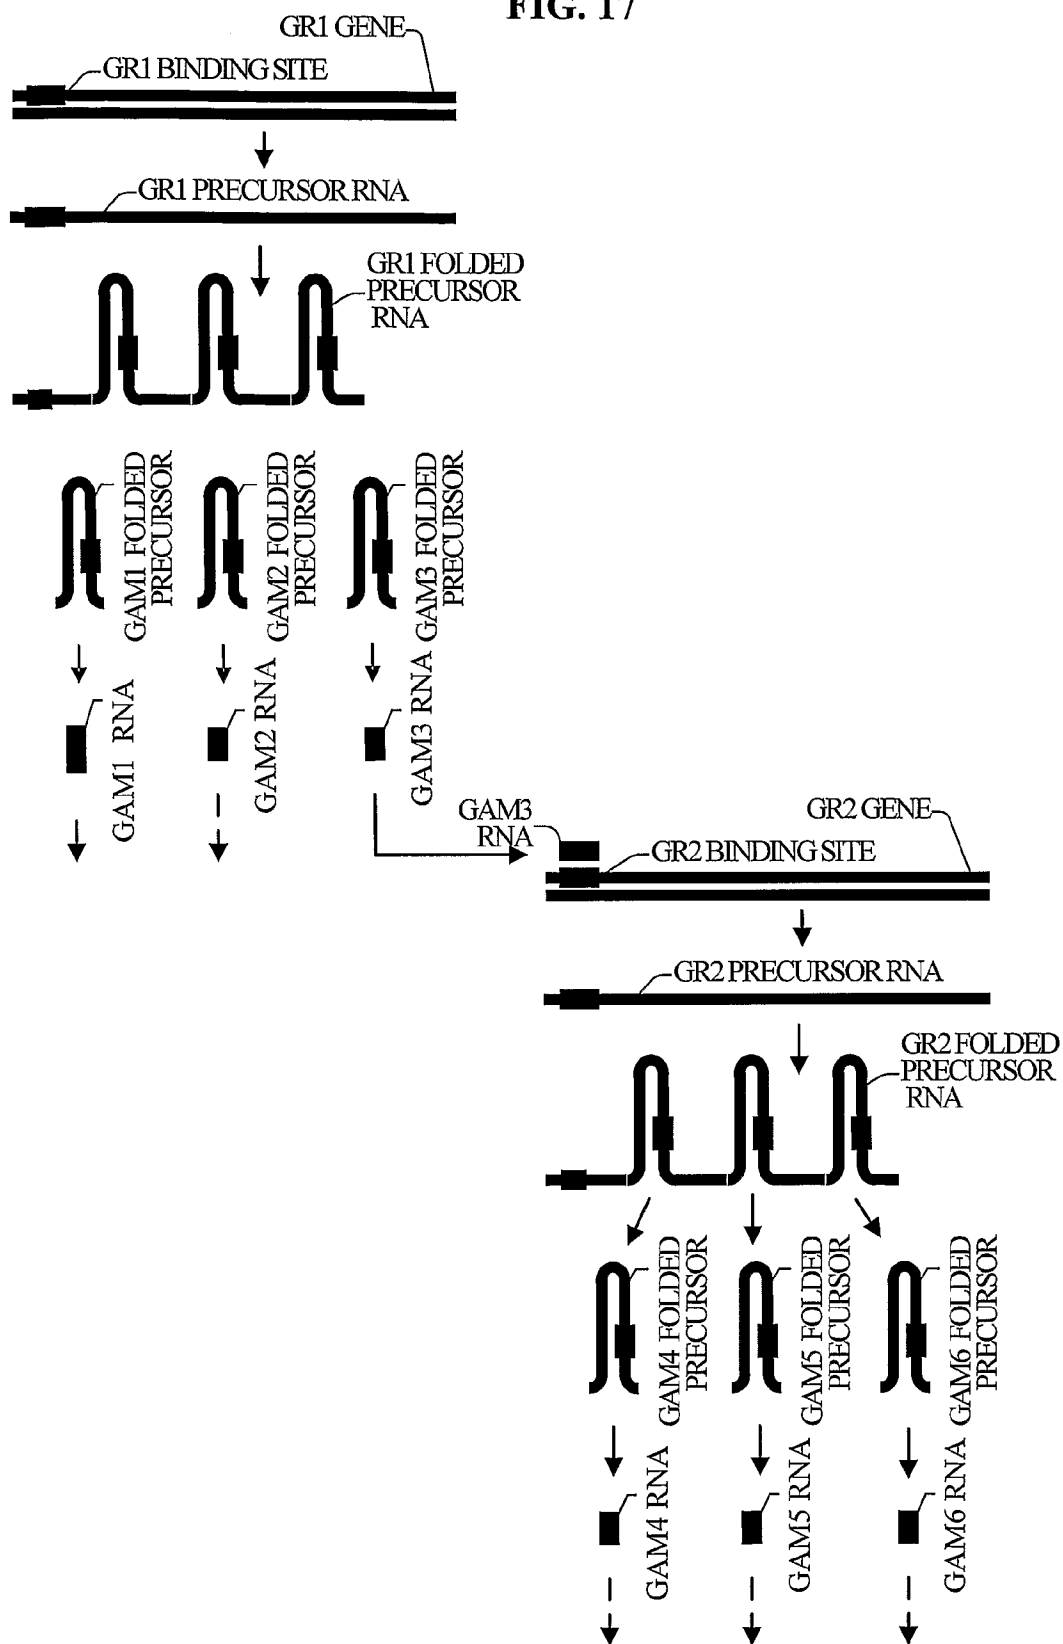 FIG. 17
GR1 GENE
GR1 BINDING SITE
GR1 PRECURSOR RNA
GR1 FOLDED
PRECURSOR
RNA
GAM1 FOLDED
PRECURSOR
GAM2 FOLDED
PRECURSOR
GAM3 FOLDED
PRECURSOR
GAM1 RNA
GAM2 RNA
GAM3 RNA
GAM3
RNA
GR2 GENE
GR2 BINDING SITE
GR2 PRECURSOR RNA
GR2 FOLDED
PRECURSOR
RNA
GAM4 FOLDED
PRECURSOR
GAM5 FOLDED
PRECURSOR
GAM6 FOLDED
PRECURSOR
GAM4 RNA
GAM5 RNA
GAM6 RNA